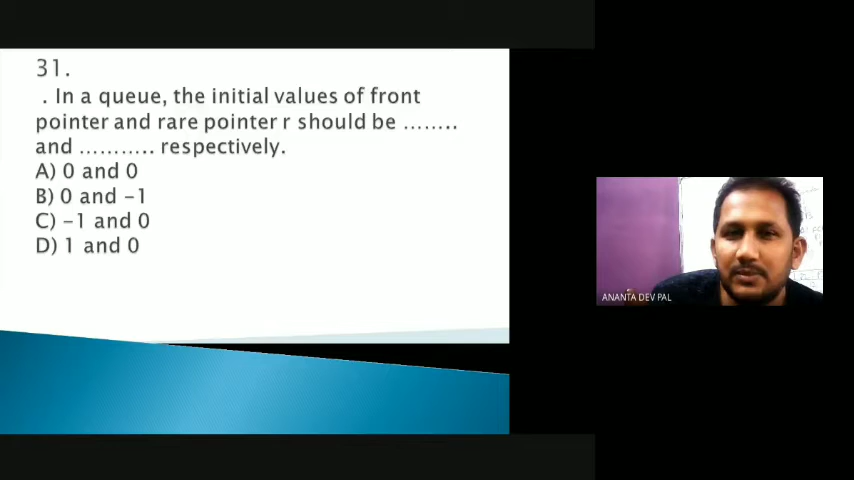 31.
. In a queue, the initial values of front
pointer and rare pointer r should be ........
and ........... respectively.
A) 0 and 0
B) 0 and -1
C) -1 and 0
D) 1 and 0
ANANTA DEV PAL